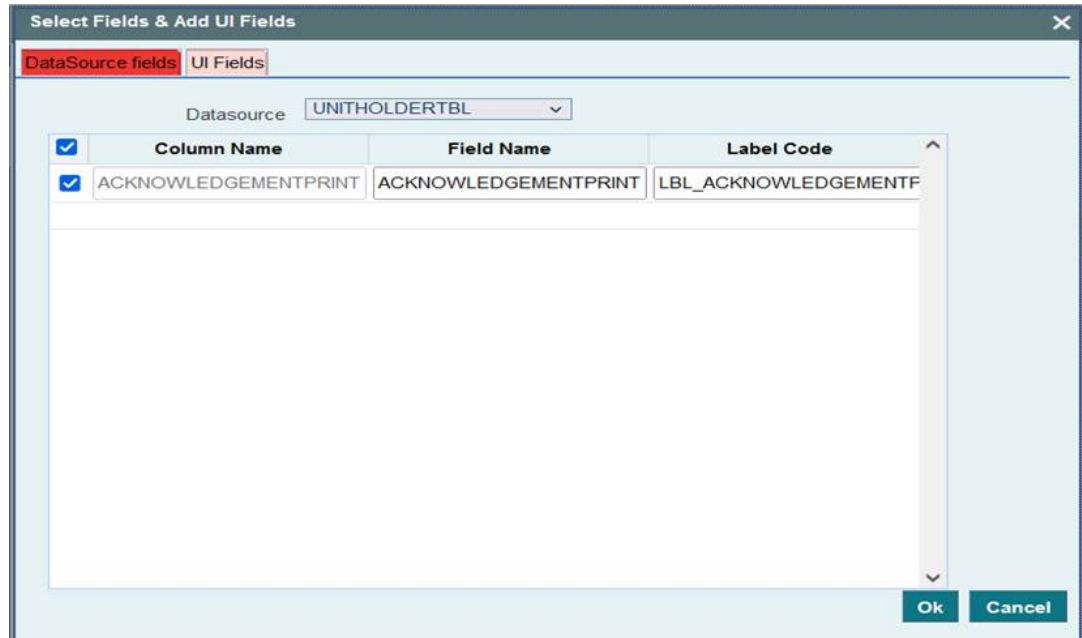 Select Fields & Add UI Fields
DataSource fields UI Fields
Datasource UNITHOLDERTBL
Column Name Field Name Label Code
ACKNOWLEDGEMENTPRINT ACKNOWLEDGEMENTPRINT LBL_ACKNOWLEDGEMENTP
Ok Cancel